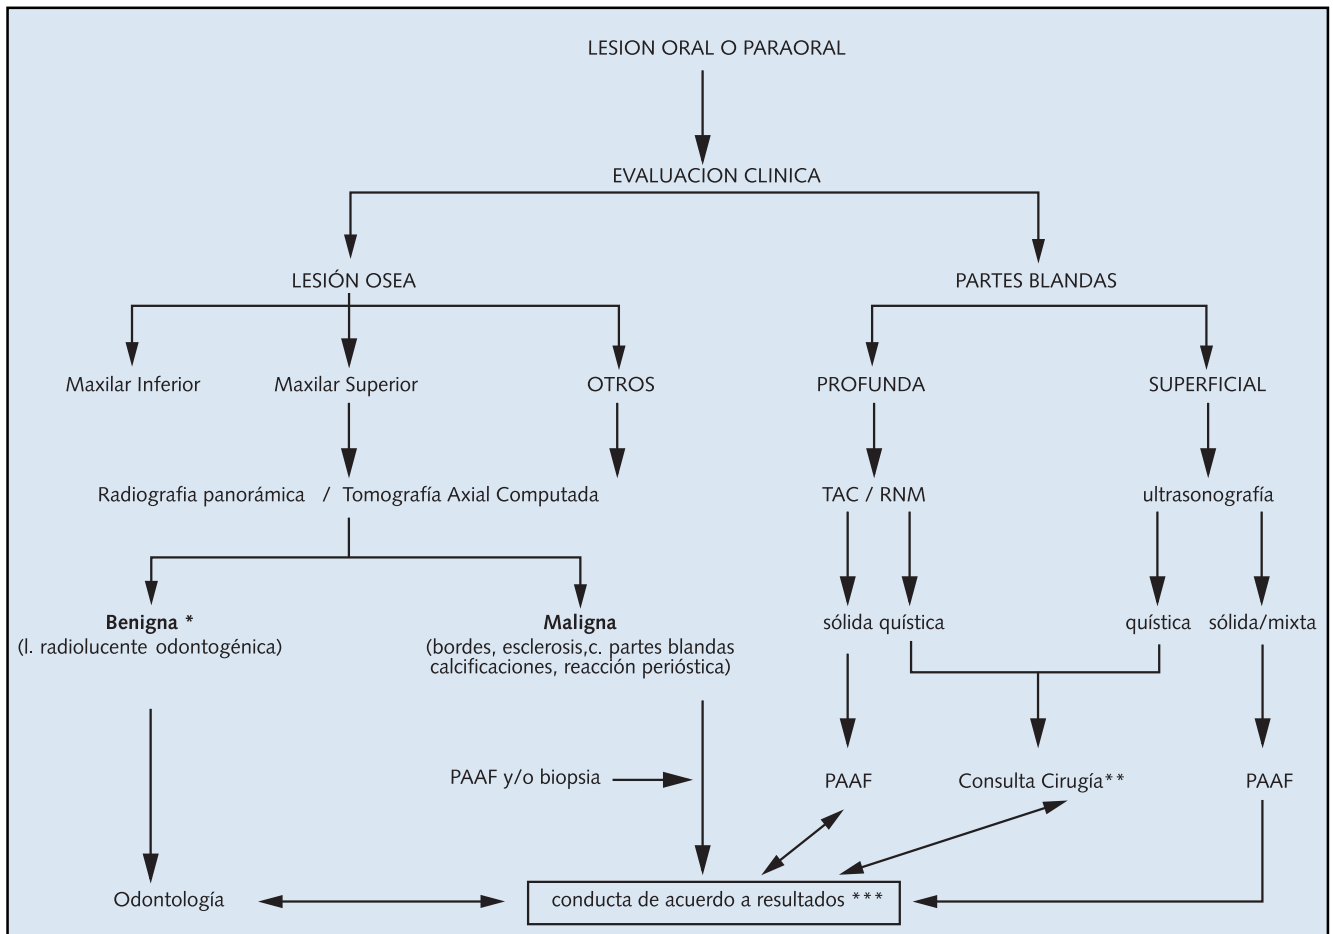 LESION ORAL O PARAORAL
EVALUACION CLINICA
LESIÓN OSEA
PARTES BLANDAS
Maxilar Inferior
Maxilar Superior
OTROS
PROFUNDA
SUPERFICIAL
Radiografia panorámica / Tomografía Axial Computada
TAC / RNM
ultrasonografía
Benigna *
(l. radiolucente odontogénica)
Maligna
(bordes, esclerosis,c. partes blandas
calcificaciones, reacción perióstica)
sólida quística
quística sólida/mixta
PAAF y/o biopsia
PAAF
Consulta Cirugía**
PAAF
Odontología
conducta de acuerdo a resultados ***